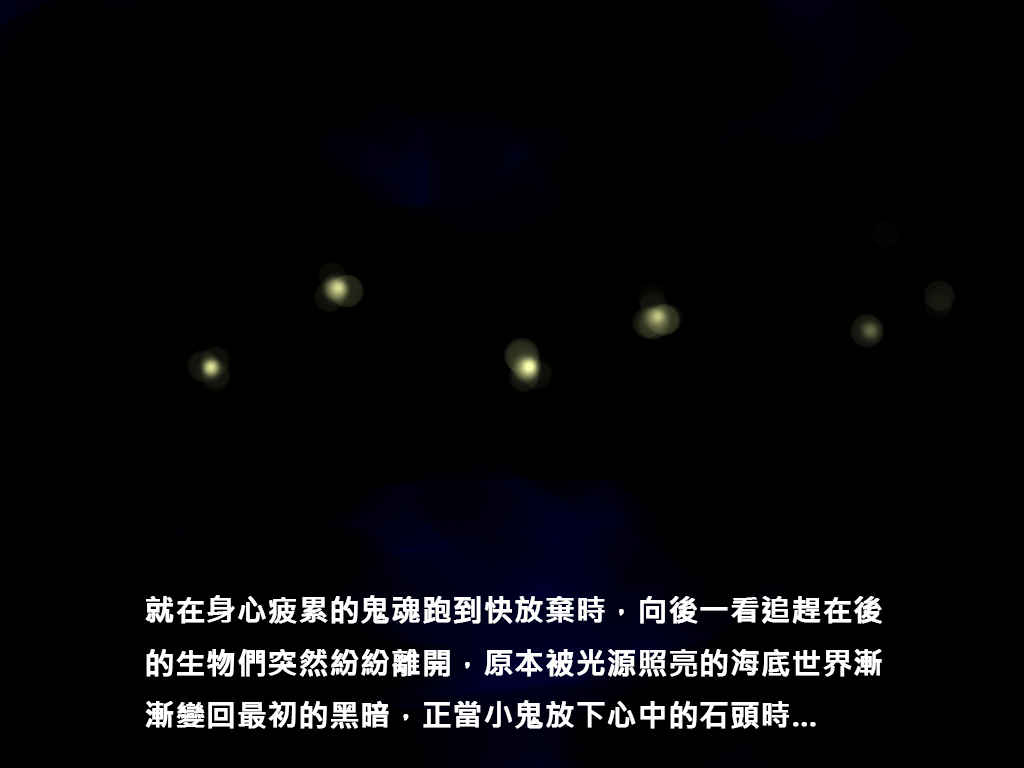 就在身心疲累的鬼魂跑到快放棄時，向後一看追趕在後
的生物們突然紛紛離開，原本被光源照亮的海底世界漸
漸變回最初的黑暗，正當小鬼放下心中的石頭時...